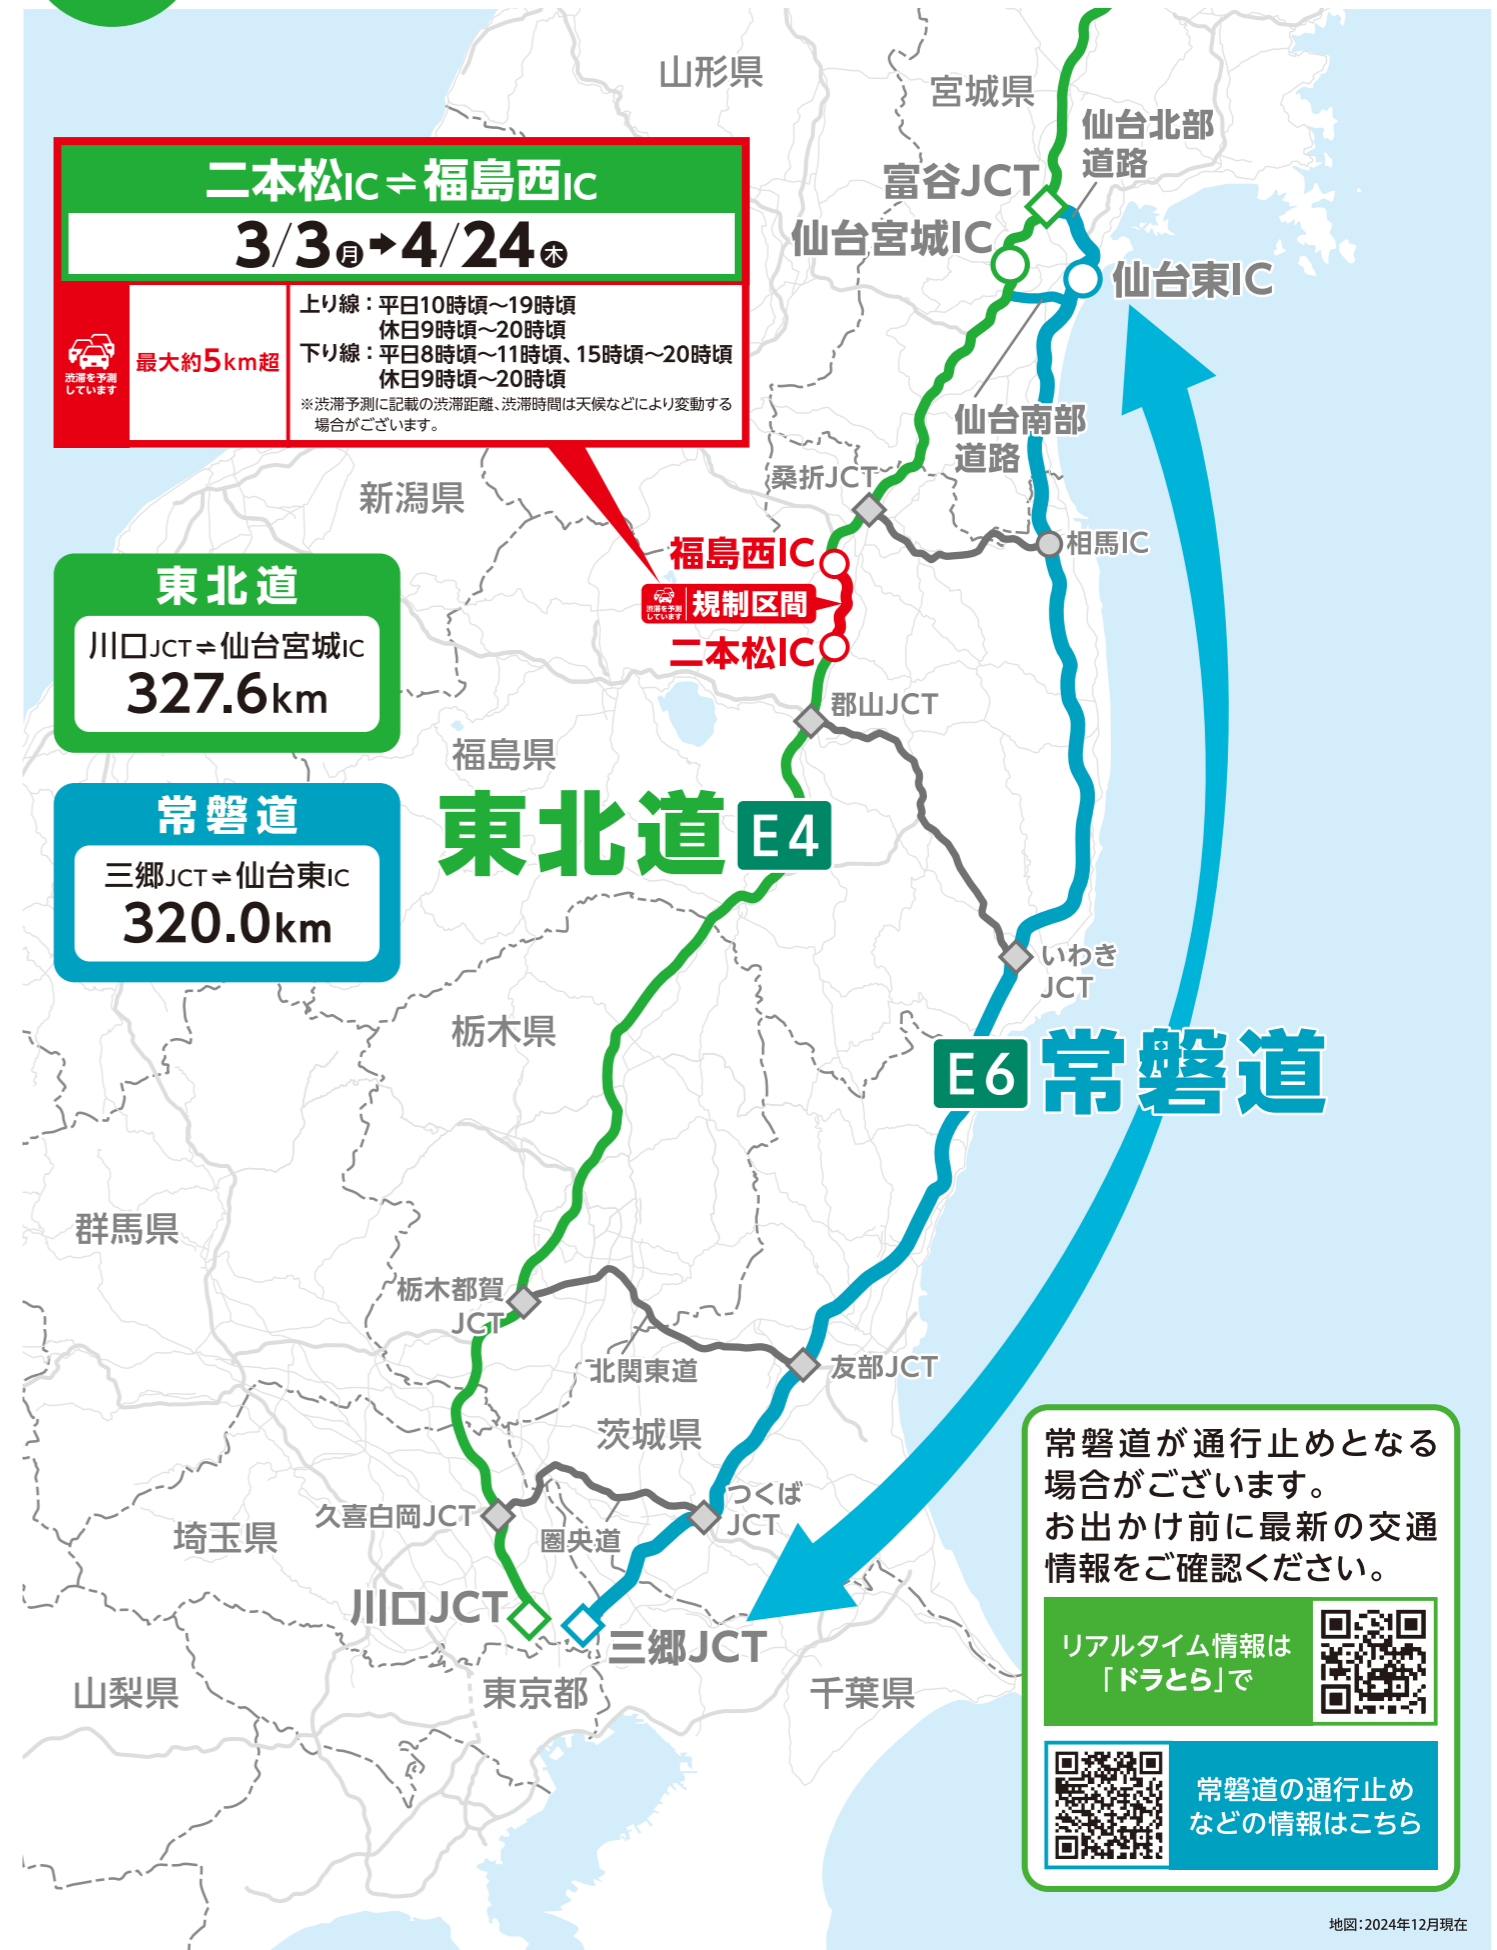 山形県
宮城県
仙台北部
道路
富谷JCT
仙台宮城IC
仙台東IC
二本松IC⇌福島西IC
3/3㊊➡4/24㊍
渋滞を予測
しています
最大約5km超
上り線：平日10時頃～19時頃
休日9時頃～20時頃
下り線：平日8時頃～11時頃、15時頃～20時頃
休日9時頃～20時頃
※渋滞予測に記載の渋滞距離、渋滞時間は天候などにより変動する
場合がございます。
仙台南部
道路
桑折JCT
新潟県
相馬IC
福島西IC
渋滞を予測
しています
規制区間
二本松IC
東北道
川口JCT⇌仙台宮城IC
327.6km
郡山JCT
福島県
常磐道
三郷JCT⇌仙台東IC
320.0km
東北道 E4
いわき
JCT
栃木県
E6 常磐道
群馬県
栃木都賀
JCT
北関東道
友部JCT
茨城県
つくば
JCT
久喜白岡JCT
圏央道
埼玉県
川口JCT
三郷JCT
山梨県
東京都
千葉県
常磐道が通行止めとなる
場合がございます。
お出かけ前に最新の交通
情報をご確認ください。
リアルタイム情報は
「ドラとら」で
常磐道の通行止め
などの情報はこちら
地図：2024年12月現在